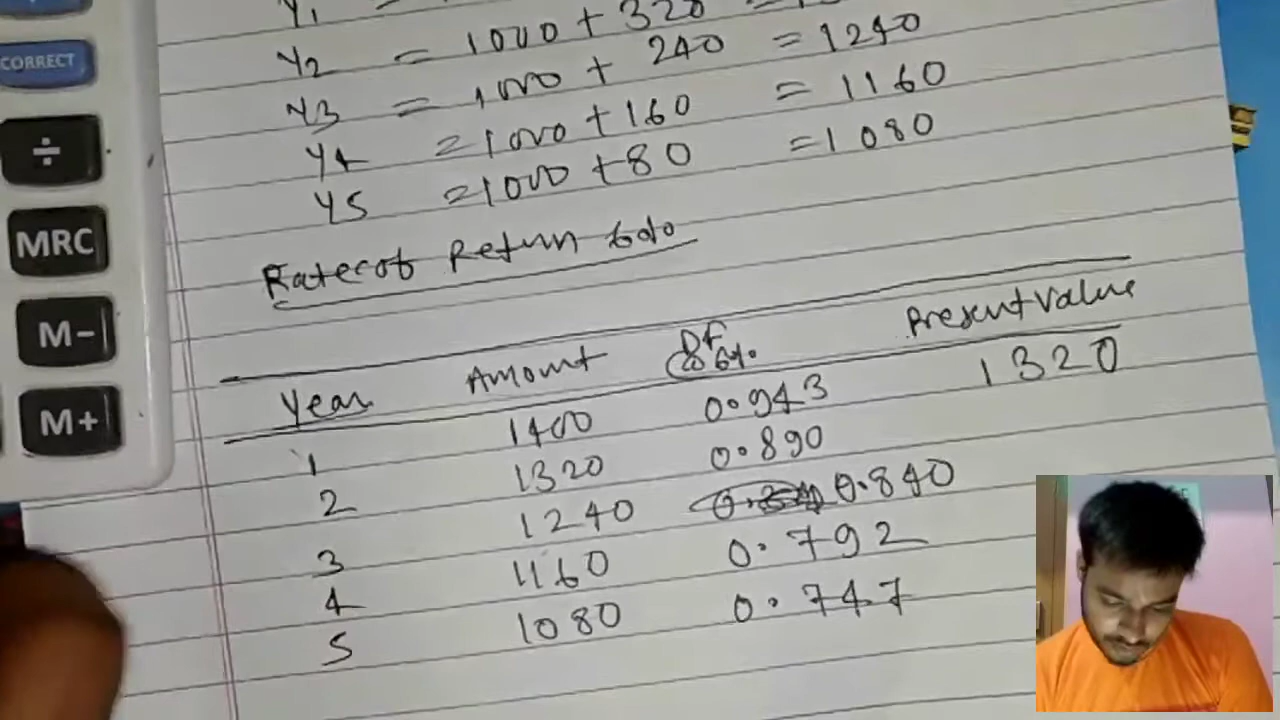 Y1 =
Y2 = 1000 + 320 =
CORRECT
Y3 = 1000 + 240 = 1240
Y4 = 1000 + 160 = 1160
÷
Y5 = 1000 + 80 = 1080
MRC
Rate of Return 6%
M-
Year Amount DF @ 6% Present Value
M+
1 1400 0.943 1320
2 1320 0.890
3 1240 0.840
4 1160 0.792
5 1080 0.747